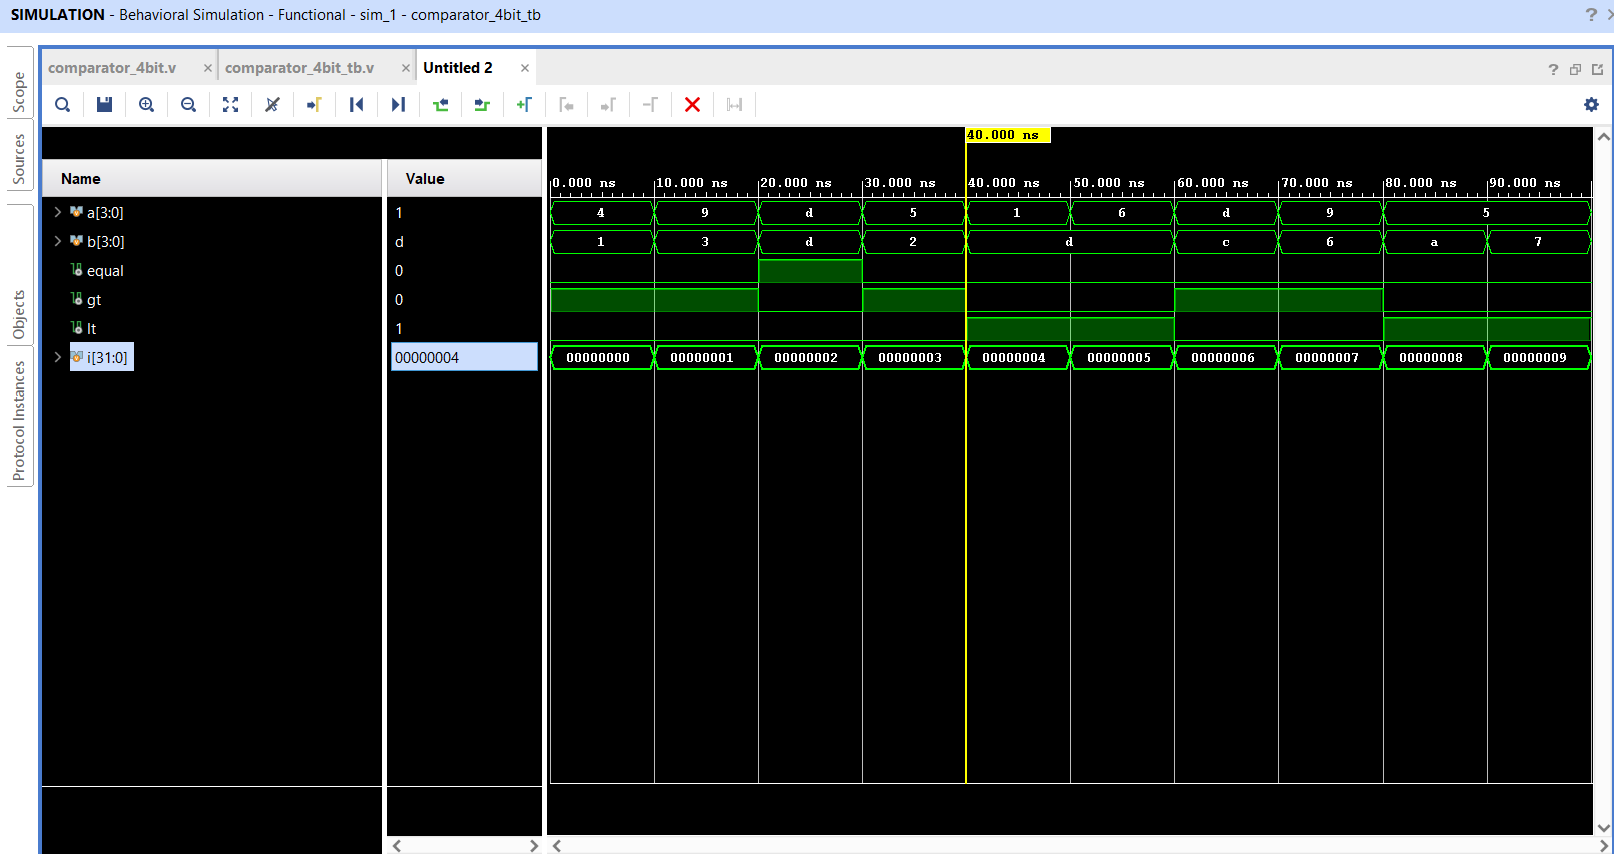 SIMULATION - Behavioral Simulation - Functional - sim_1 - comparator_4bit_tb ?
Scope
Sources
Objects
Protocol Instances
comparator_4bit.v × comparator_4bit_tb.v × Untitled 2 × ?
40.000 ns
Name Value
0.000 ns 10.000 ns 20.000 ns 30.000 ns 40.000 ns 50.000 ns 60.000 ns 70.000 ns 80.000 ns 90.000 ns
a[3:0] 1 4 9 d 5 1 6 d 9 5
b[3:0] d 1 3 d 2 d c 6 a 7
equal 0
gt 0
lt 1
i[31:0] 00000004 00000000 00000001 00000002 00000003 00000004 00000005 00000006 00000007 00000008 00000009